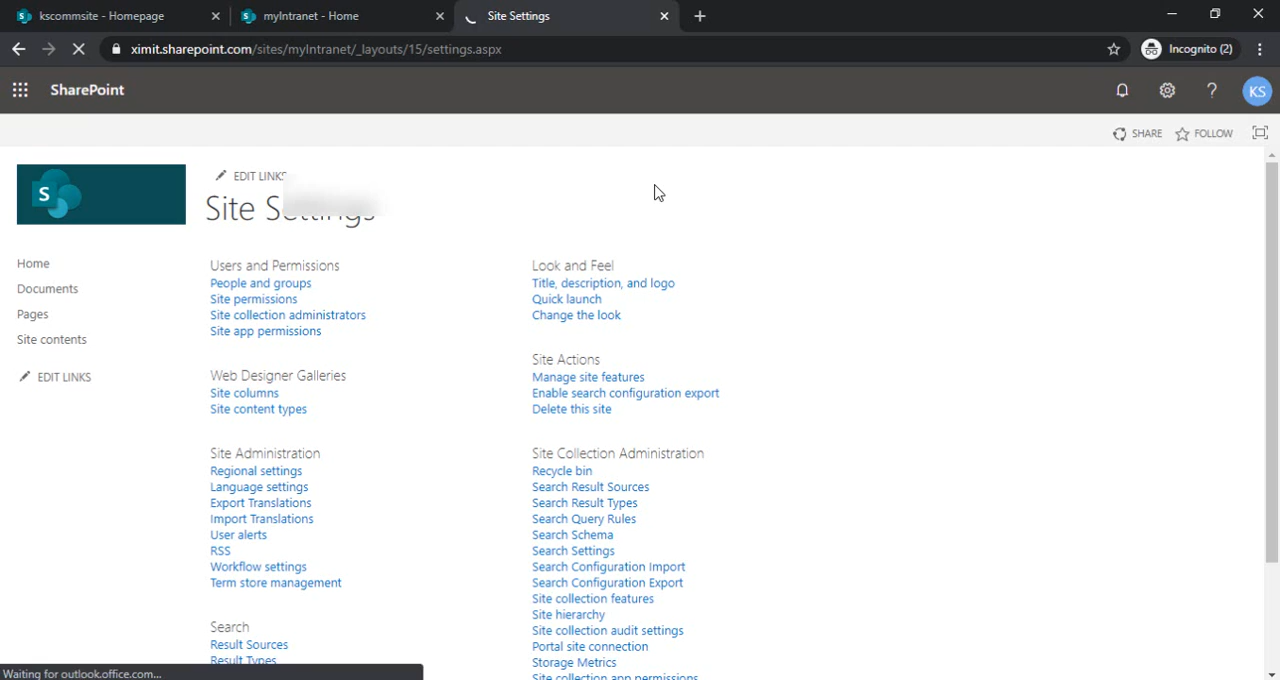 kscommsite - Homepage
myIntranet - Home
Site Settings
ximit.sharepoint.com/sites/myIntranet/_layouts/15/settings.aspx
Incognito (2)
SharePoint
?
KS
SHARE
FOLLOW
S
EDIT LINKS
Site Settings
Home
Documents
Pages
Site contents
EDIT LINKS
Users and Permissions
People and groups
Site permissions
Site collection administrators
Site app permissions
Web Designer Galleries
Site columns
Site content types
Site Administration
Regional settings
Language settings
Export Translations
Import Translations
User alerts
RSS
Workflow settings
Term store management
Search
Result Sources
Result Types
Look and Feel
Title, description, and logo
Quick launch
Change the look
Site Actions
Manage site features
Enable search configuration export
Delete this site
Site Collection Administration
Recycle bin
Search Result Sources
Search Result Types
Search Query Rules
Search Schema
Search Settings
Search Configuration Import
Search Configuration Export
Site collection features
Site hierarchy
Site collection audit settings
Portal site connection
Storage Metrics
Site collection app permissions
Waiting for outlook.office.com...